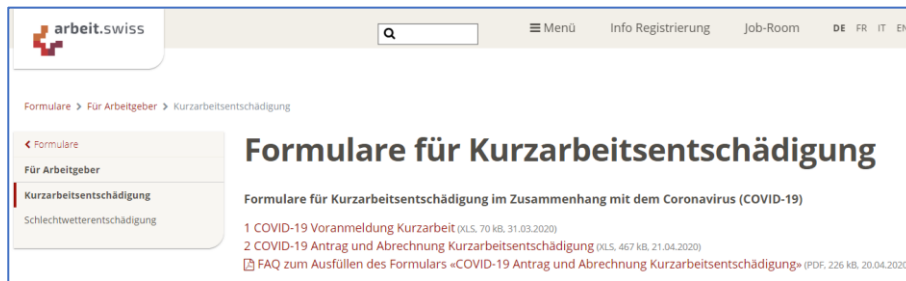 arbeit.swiss
Menü Info Registrierung Job-Room DE FR IT EN
Formulare > Für Arbeitgeber > Kurzarbeitsentschädigung
Formulare
Für Arbeitgeber
Kurzarbeitsentschädigung
Schlechtwetterentschädigung
Formulare für Kurzarbeitsentschädigung
Formulare für Kurzarbeitsentschädigung im Zusammenhang mit dem Coronavirus (COVID-19)
1 COVID-19 Voranmeldung Kurzarbeit (XLS, 70 kB, 31.03.2020)
2 COVID-19 Antrag und Abrechnung Kurzarbeitsentschädigung (XLS, 467 kB, 21.04.2020)
FAQ zum Ausfüllen des Formulars «COVID-19 Antrag und Abrechnung Kurzarbeitsentschädigung» (PDF, 226 kB, 20.04.2020